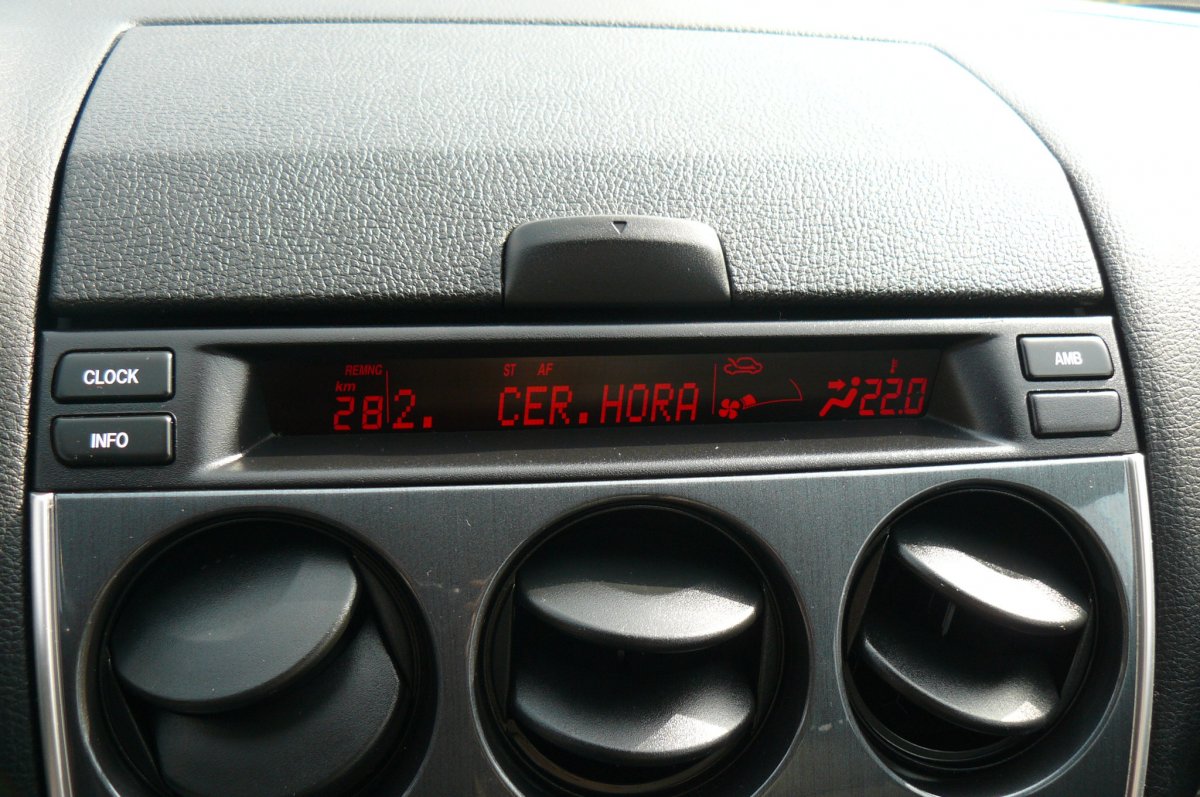 CLOCK
INFO
REMNG ST AF
km
282. CER.HORA 22.0
AMB